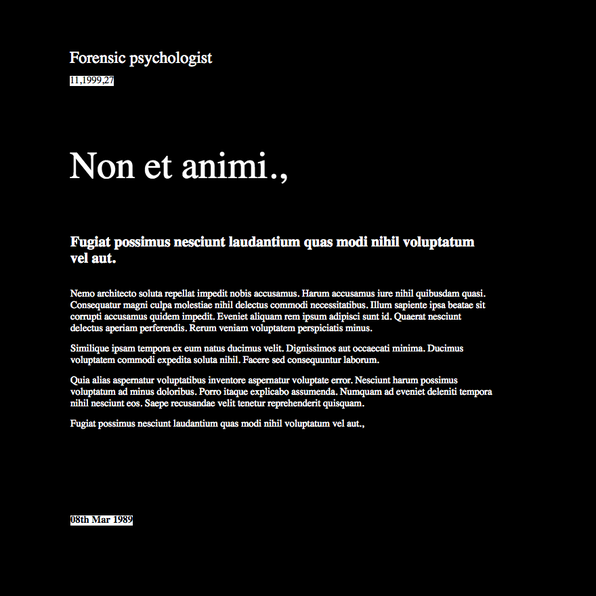 Forensic psychologist
11,1999,27
Non et animi.,
Fugiat possimus nesciunt laudantium quas modi nihil voluptatum
vel aut.
Nemo architecto soluta repellat impedit nobis accusamus. Harum accusamus iure nihil quibusdam quasi.
Consequatur magni culpa molestiae nihil delectus commodi necessitatibus. Illum sapiente ipsa beatae sit
corrupti accusamus quidem impedit. Eveniet aliquam rem ipsum adipisci sunt id. Quaerat nesciunt
delectus aperiam perferendis. Rerum veniam voluptatem perspiciatis minus.
Similique ipsam tempora ex eum natus ducimus velit. Dignissimos aut occaecati minima. Ducimus
voluptatem commodi expedita soluta nihil. Facere sed consequuntur laborum.
Quia alias aspernatur voluptatibus inventore aspernatur voluptate error. Nesciunt harum possimus
voluptatum ad minus doloribus. Porro itaque explicabo assumenda. Numquam ad eveniet deleniti tempora
nihil nesciunt eos. Saepe recusandae velit tenetur reprehenderit quisquam.
Fugiat possimus nesciunt laudantium quas modi nihil voluptatum vel aut.,
08th Mar 1989